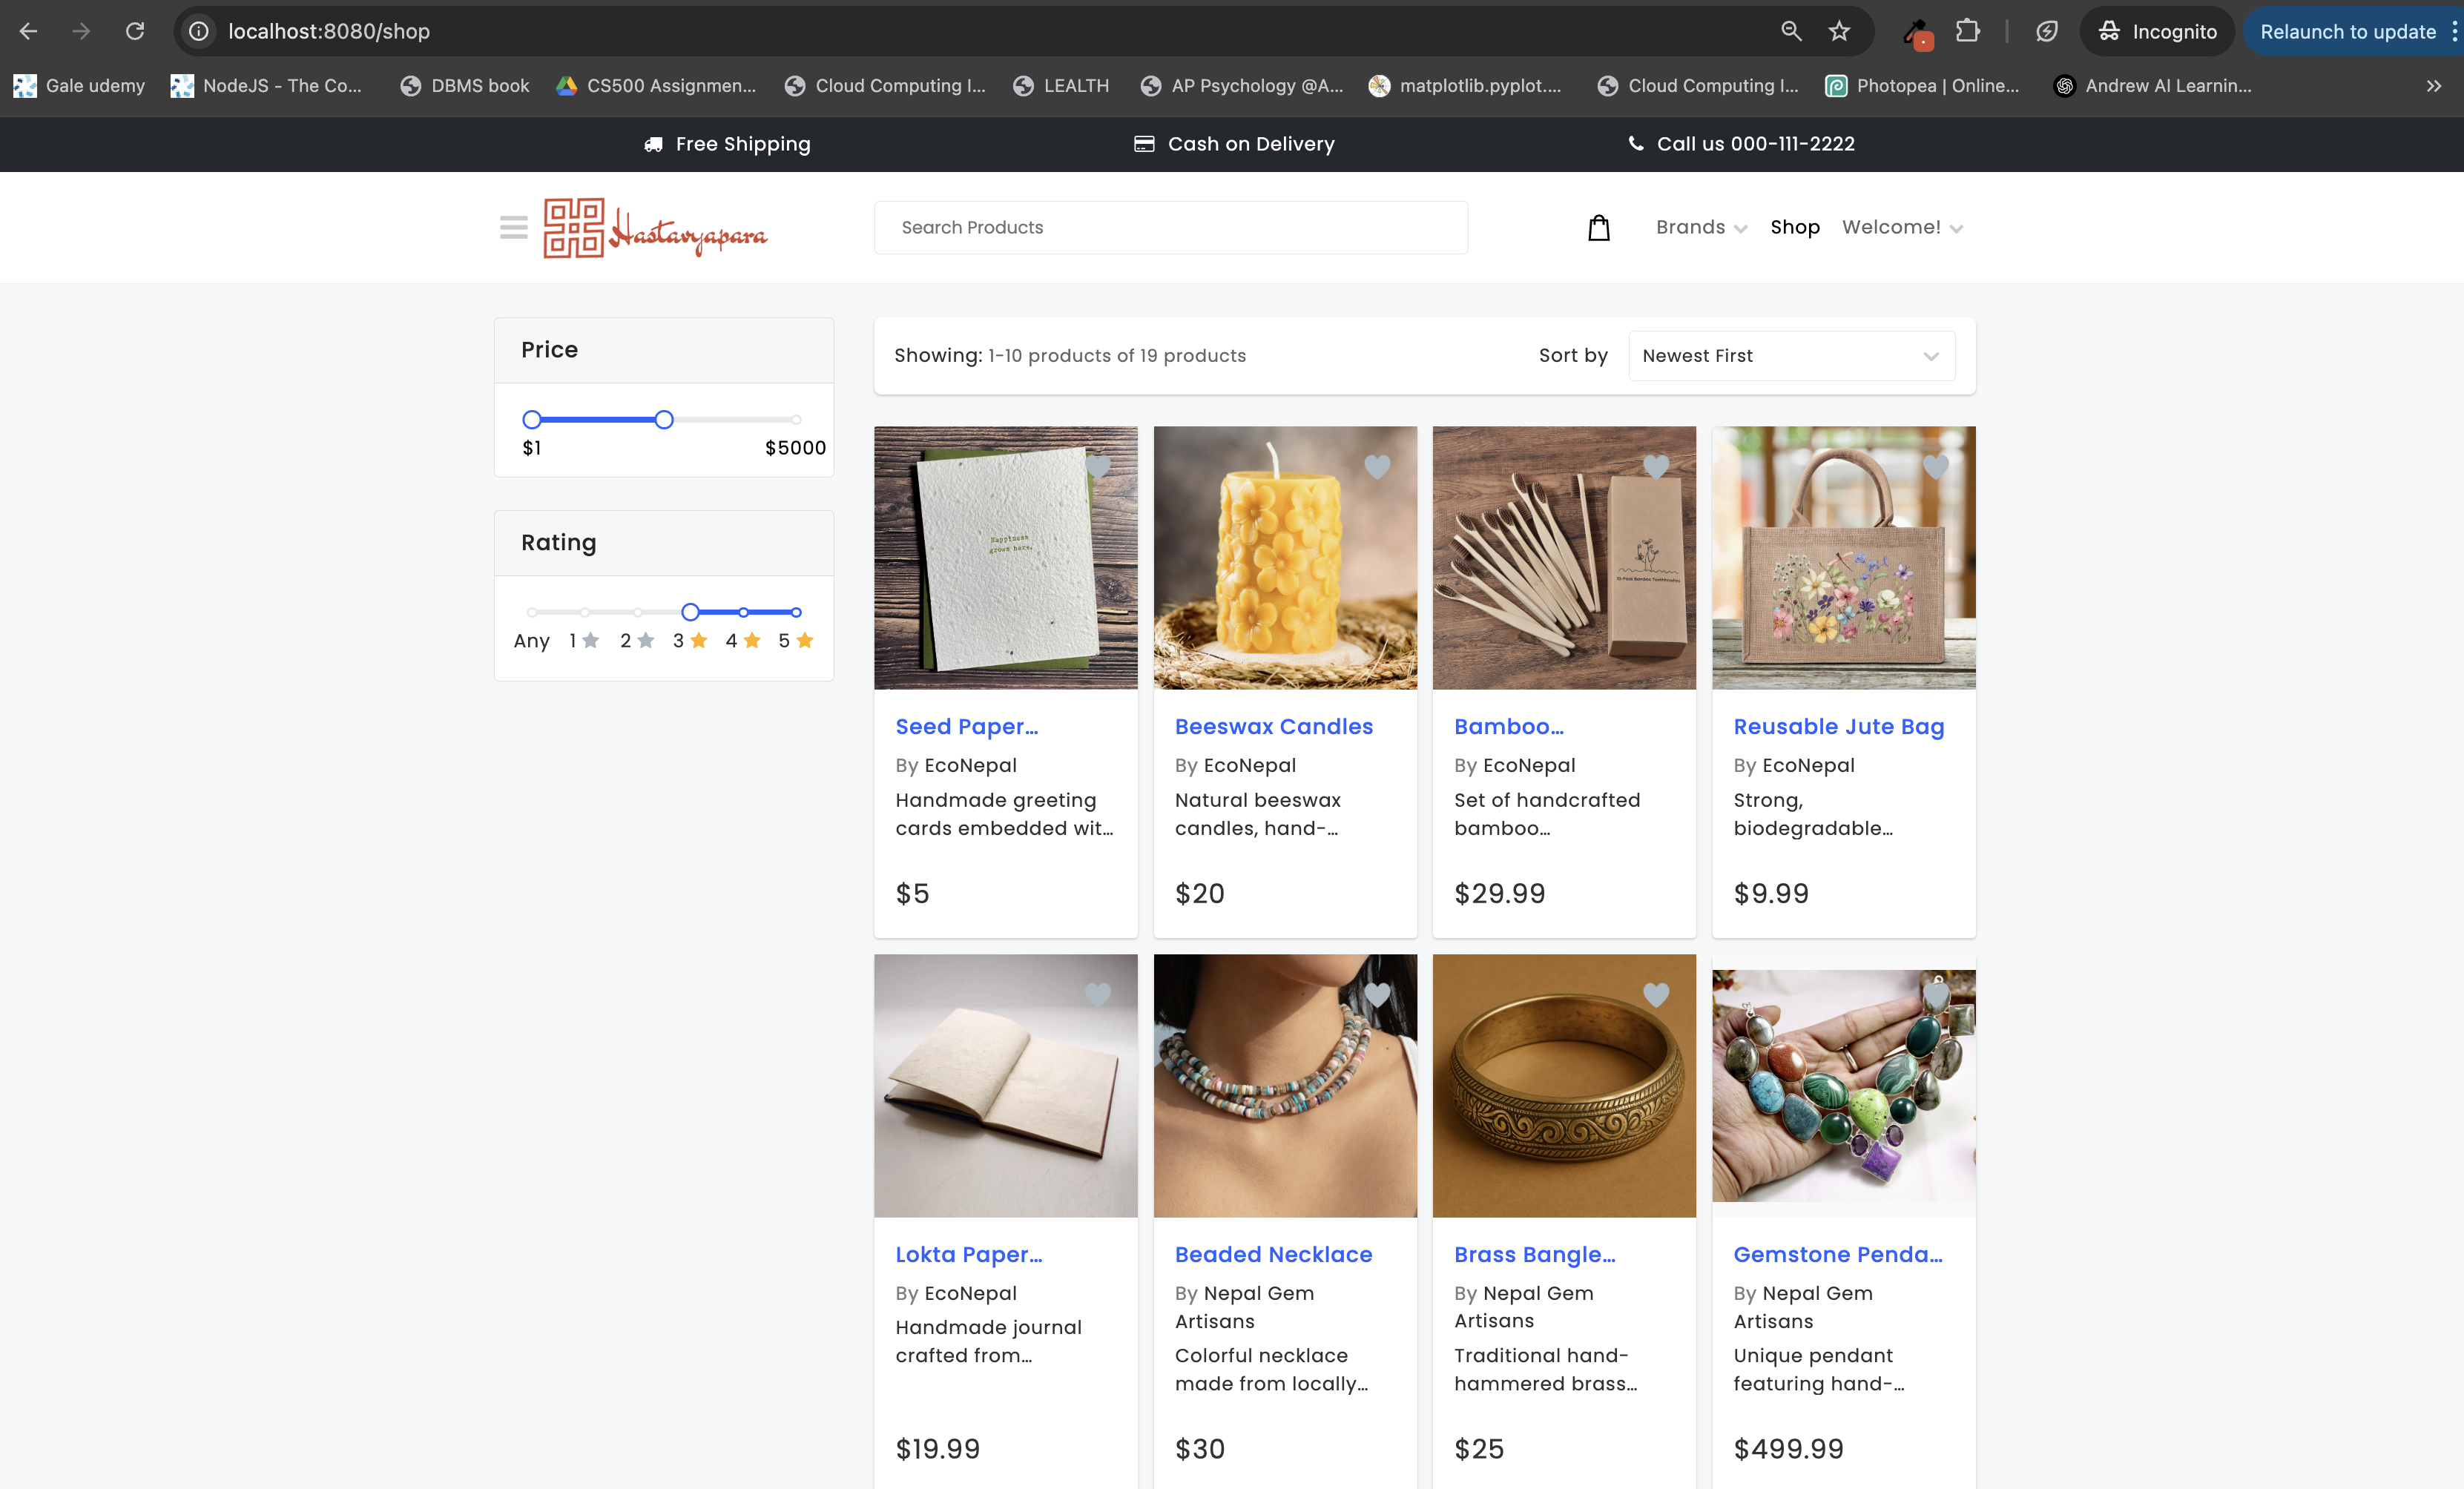 localhost:8080/shop
Incognito
Relaunch to update
Gale udemy
NodeJS - The Co...
DBMS book
CS500 Assignmen...
Cloud Computing I...
LEALTH
AP Psychology @A...
matplotlib.pyplot....
Cloud Computing I...
Photopea | Online...
Andrew AI Learnin...
Free Shipping
Cash on Delivery
Call us 000-111-2222
Hastavyapara
Search Products
Brands
Shop
Welcome!
Price
$1
$5000
Rating
Any 1 2 3 4 5
Showing: 1-10 products of 19 products
Sort by
Newest First
Happiness
grows here.
Seed Paper...
By EcoNepal
Handmade greeting
cards embedded wit...
$5
Beeswax Candles
By EcoNepal
Natural beeswax
candles, hand-...
$20
Bamboo...
By EcoNepal
Set of handcrafted
bamboo...
$29.99
Reusable Jute Bag
By EcoNepal
Strong,
biodegradable...
$9.99
Lokta Paper...
By EcoNepal
Handmade journal
crafted from...
$19.99
Beaded Necklace
By Nepal Gem
Artisans
Colorful necklace
made from locally...
$30
Brass Bangle...
By Nepal Gem
Artisans
Traditional hand-
hammered brass...
$25
Gemstone Penda...
By Nepal Gem
Artisans
Unique pendant
featuring hand-...
$499.99